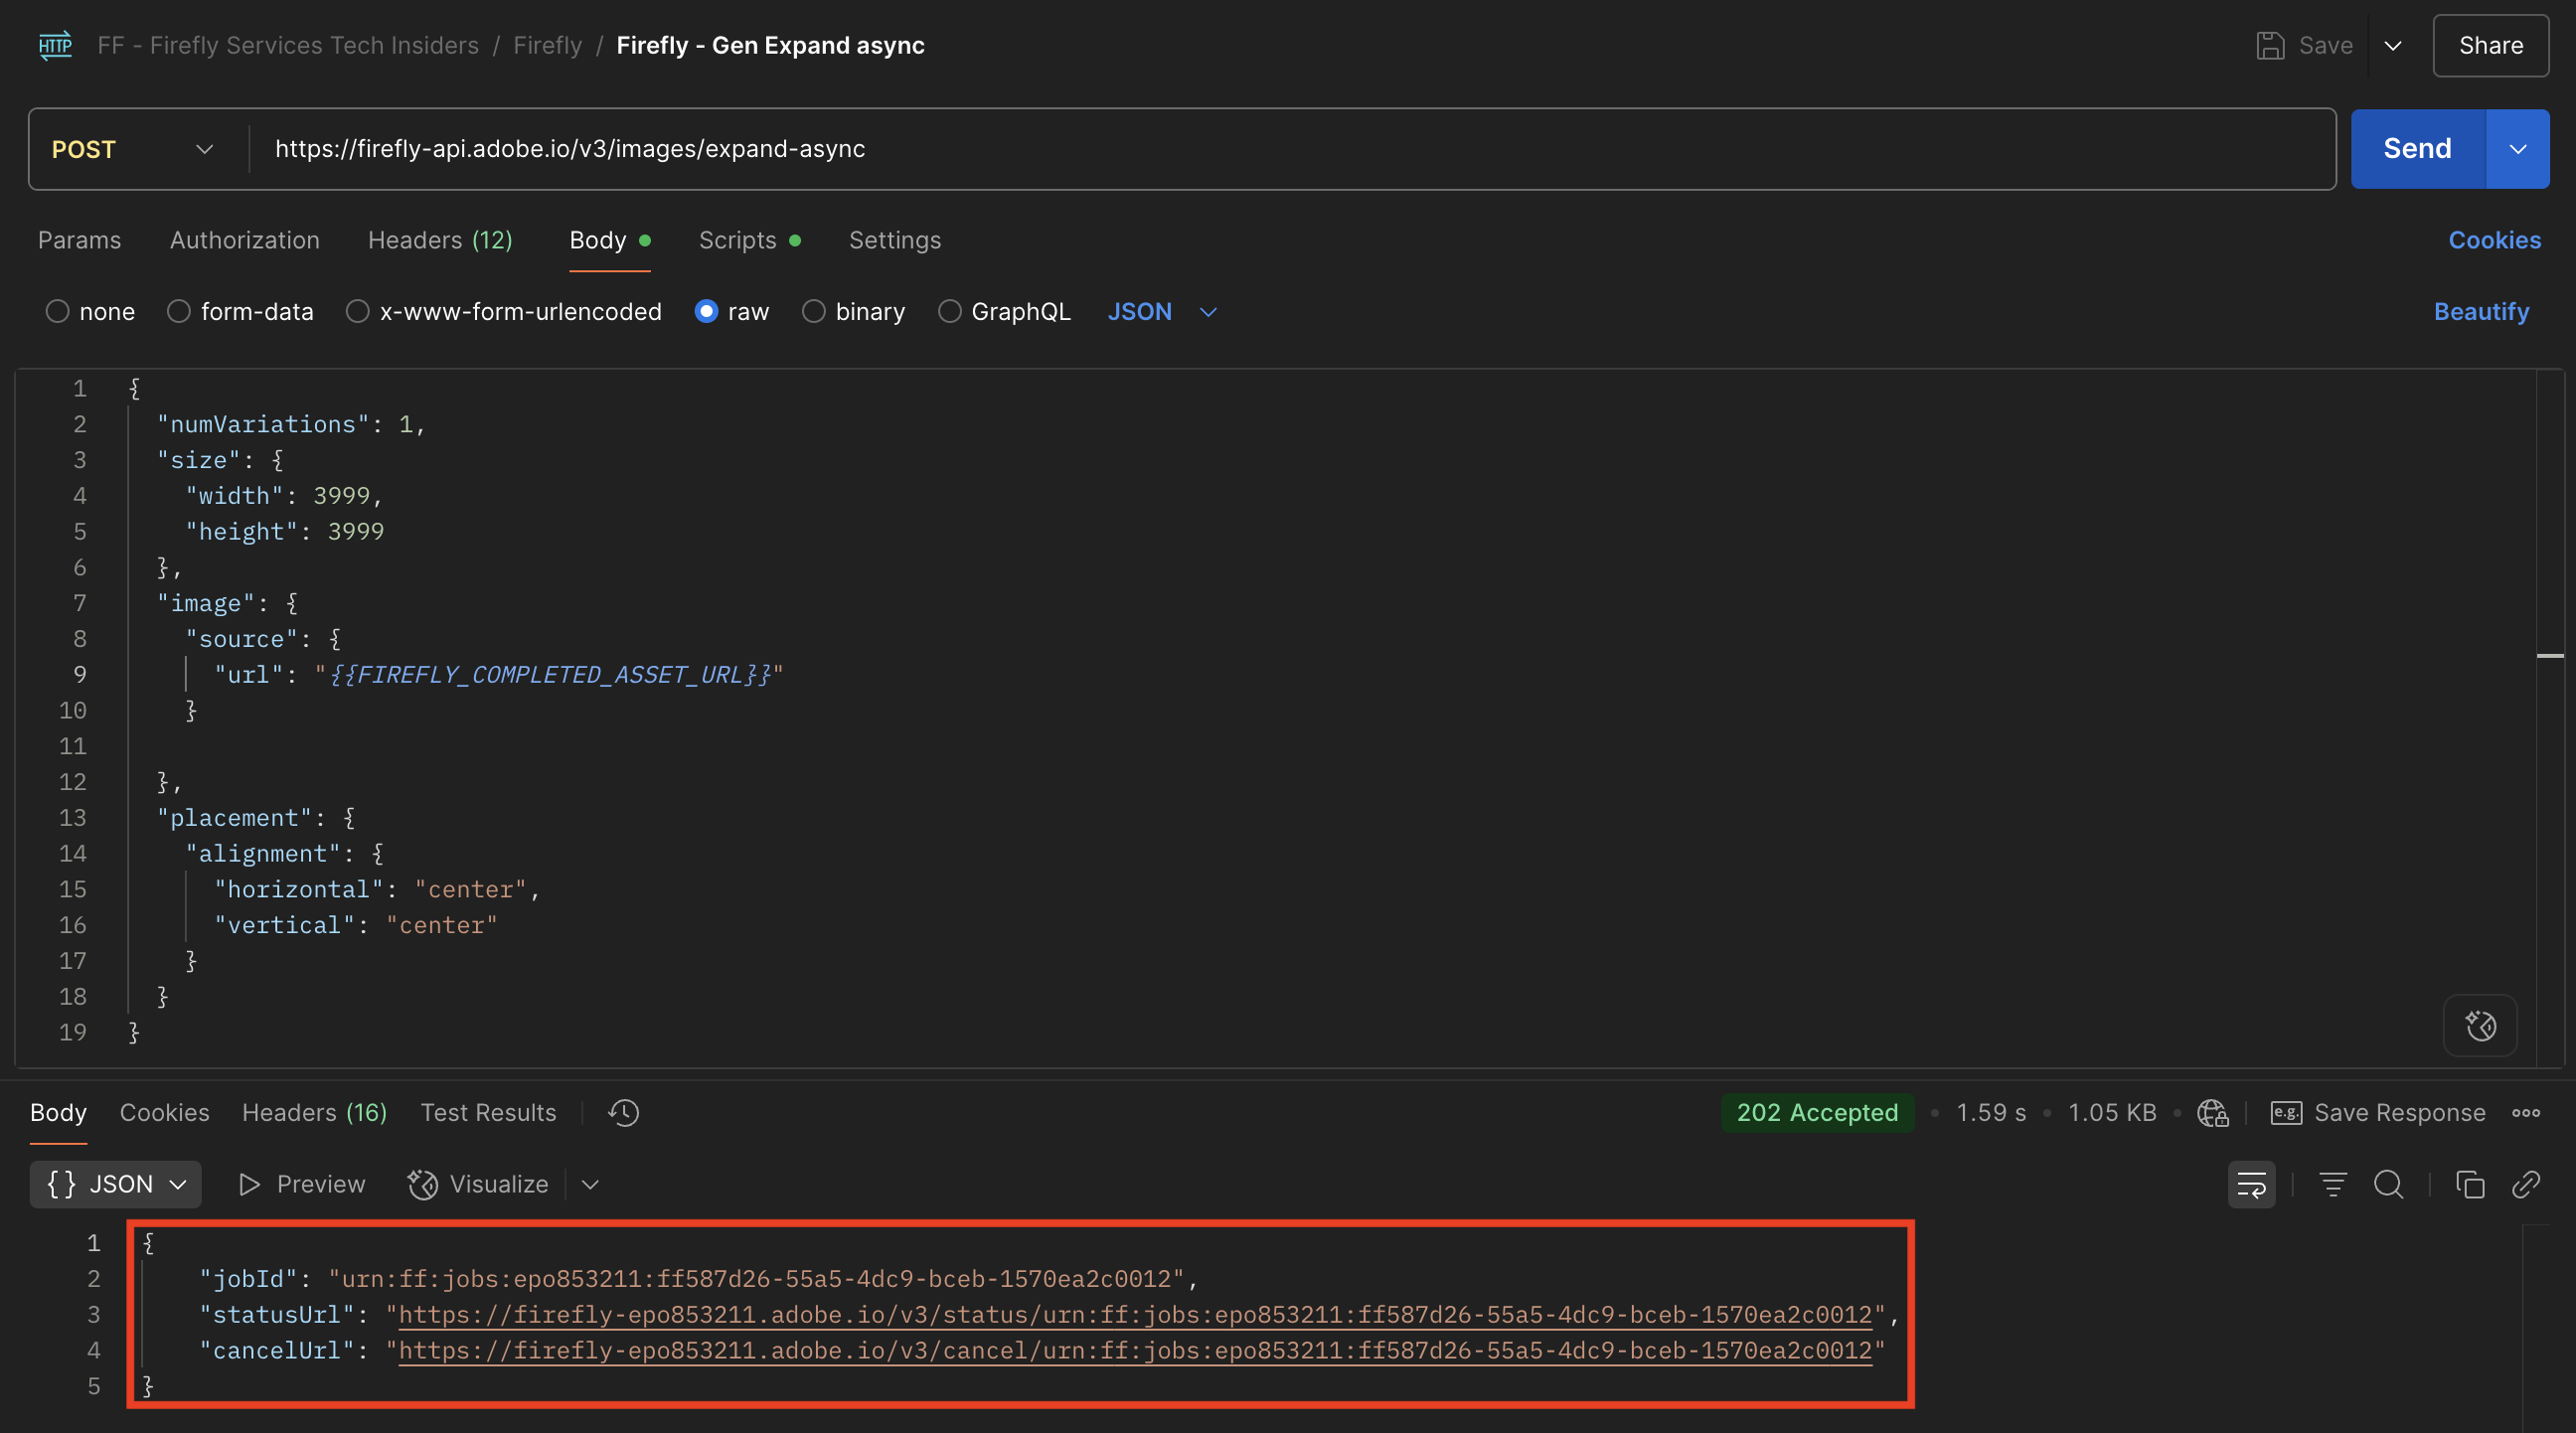 HTTP FF - Firefly Services Tech Insiders / Firefly / Firefly - Gen Expand async Save Share
POST https://firefly-api.adobe.io/v3/images/expand-async Send
Params Authorization Headers (12) Body Scripts Settings Cookies
none form-data x-www-form-urlencoded raw binary GraphQL JSON Beautify
1 {
2 "numVariations": 1,
3 "size": {
4 "width": 3999,
5 "height": 3999
6 },
7 "image": {
8 "source": {
9 "url": "{{FIREFLY_COMPLETED_ASSET_URL}}"
10 }
11
12 },
13 "placement": {
14 "alignment": {
15 "horizontal": "center",
16 "vertical": "center"
17 }
18 }
19 }
Body Cookies Headers (16) Test Results 202 Accepted • 1.59 s • 1.05 KB • e.g. Save Response
{} JSON Preview Visualize
1 {
2 "jobId": "urn:ff:jobs:epo853211:ff587d26-55a5-4dc9-bceb-1570ea2c0012",
3 "statusUrl": "https://firefly-epo853211.adobe.io/v3/status/urn:ff:jobs:epo853211:ff587d26-55a5-4dc9-bceb-1570ea2c0012",
4 "cancelUrl": "https://firefly-epo853211.adobe.io/v3/cancel/urn:ff:jobs:epo853211:ff587d26-55a5-4dc9-bceb-1570ea2c0012"
5 }